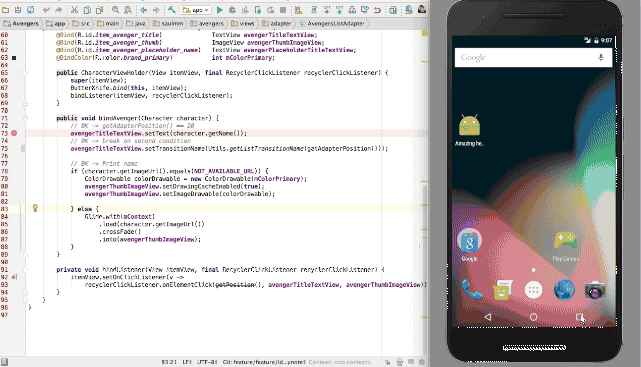 Avengers app src main java saulmm avengers views adapter AvengersListAdapter
60 @Bind(R.id.item_avenger_title) TextView avengerTitleTextView;
61 @Bind(R.id.item_avenger_thumb) ImageView avengerThumbImageView;
62 @Bind(R.id.item_avenger_placeholder_name) TextView avengerPlaceholderTitleTextView;
63 @BindColor(R.color.brand_primary) int mColorPrimary;
64
65 public CharacterViewHolder(View itemView, final RecyclerClickListener recyclerClickListener) {
66 super(itemView);
67 ButterKnife.bind(this, itemView);
68 bindListener(itemView, recyclerClickListener);
69 }
70
71 public void bindAvenger(Character character) {
72 // BK -> getAdapterPosition() == 20
73 avengerTitleTextView.setText(character.getName());
74 // BK -> break on second condition
75 avengerTitleTextView.setTransitionName(Utils.getListTransitionName(getAdapterPosition()));
76
77 // BK -> Print name
78 if (character.getImageUrl().equals(NOT_AVAILABLE_URL)) {
79 ColorDrawable colorDrawable = new ColorDrawable(mColorPrimary);
80 avengerThumbImageView.setDrawingCacheEnabled(true);
81 avengerThumbImageView.setImageDrawable(colorDrawable);
82
83 } else {
84 Glide.with(mContext)
85 .load(character.getImageUrl())
86 .crossFade()
87 .into(avengerThumbImageView);
88 }
89 }
90
91 private void bindListener(View itemView, final RecyclerClickListener recyclerClickListener) {
92 itemView.setOnClickListener(v ->
93 recyclerClickListener.onElementClick(getPosition(), avengerTitleTextView, avengerThumbImageView))
94 }
95 }
96 }
97
83:21 LF÷ UTF-8÷ Git: feature/feature/ld...ynote÷ Context: <no context>
9:07
Google
Amazing he..
Google
Play Games